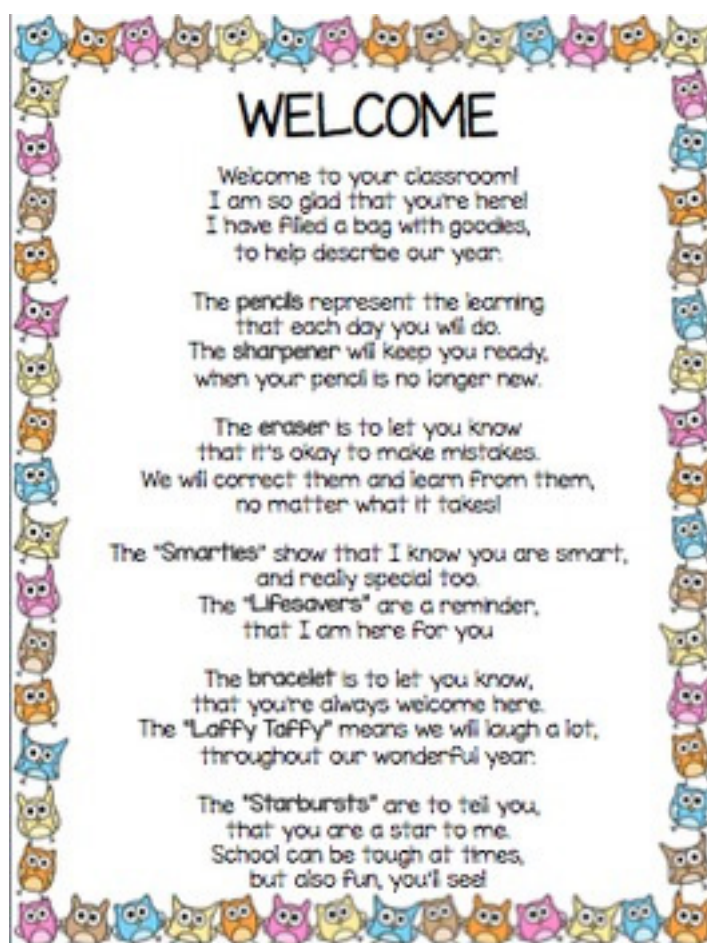 WELCOME
Welcome to your classroom!
I am so glad that you're here!
I have filled a bag with goodies,
to help describe our year.
The pencils represent the learning
that each day you will do.
The sharpener will keep you ready,
when your pencil is no longer new.
The eraser is to let you know
that it's okay to make mistakes.
We will correct them and learn from them,
no matter what it takes!
The "Smarties" show that I know you are smart,
and really special too.
The "Lifesavers" are a reminder,
that I am here for you
The bracelet is to let you know,
that you're always welcome here.
The "Laffy Taffy" means we will laugh a lot,
throughout our wonderful year.
The "Starbursts" are to tell you,
that you are a star to me.
School can be tough at times,
but also fun, you'll see!